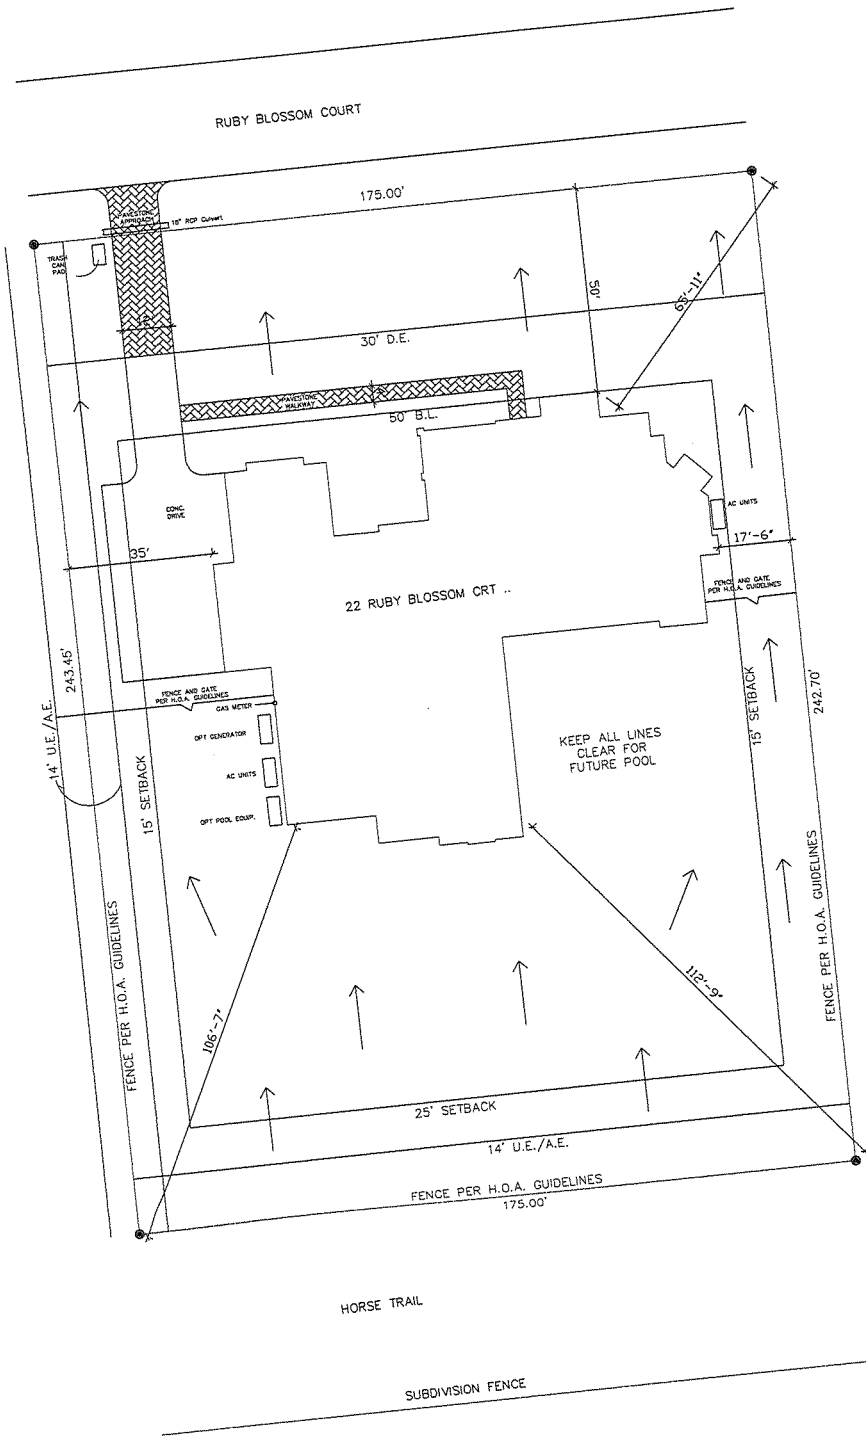 RUBY BLOSSOM COURT
175.00'
PAVESTONE
APPROACH
18" RCP Culvert
TRASH
CAN
PAD
50'
65'-11"
30' D.E.
PAVESTONE
WALKWAY
50' B.L.
CONC.
DRIVE
AC UNITS
35'
17'-6"
FENCE AND GATE
PER H.O.A. GUIDELINES
22 RUBY BLOSSOM CRT ..
243.45'
14' U.E./A.E.
FENCE AND GATE
PER H.O.A. GUIDELINES
GAS METER
OPT GENERATOR
AC UNITS
OPT POOL EQUIP.
15' SETBACK
KEEP ALL LINES
CLEAR FOR
FUTURE POOL
15' SETBACK
242.70'
FENCE PER H.O.A. GUIDELINES
FENCE PER H.O.A. GUIDELINES
106'-7"
112'-9"
25' SETBACK
14' U.E./A.E.
FENCE PER H.O.A. GUIDELINES
175.00'
HORSE TRAIL
SUBDIVISION FENCE